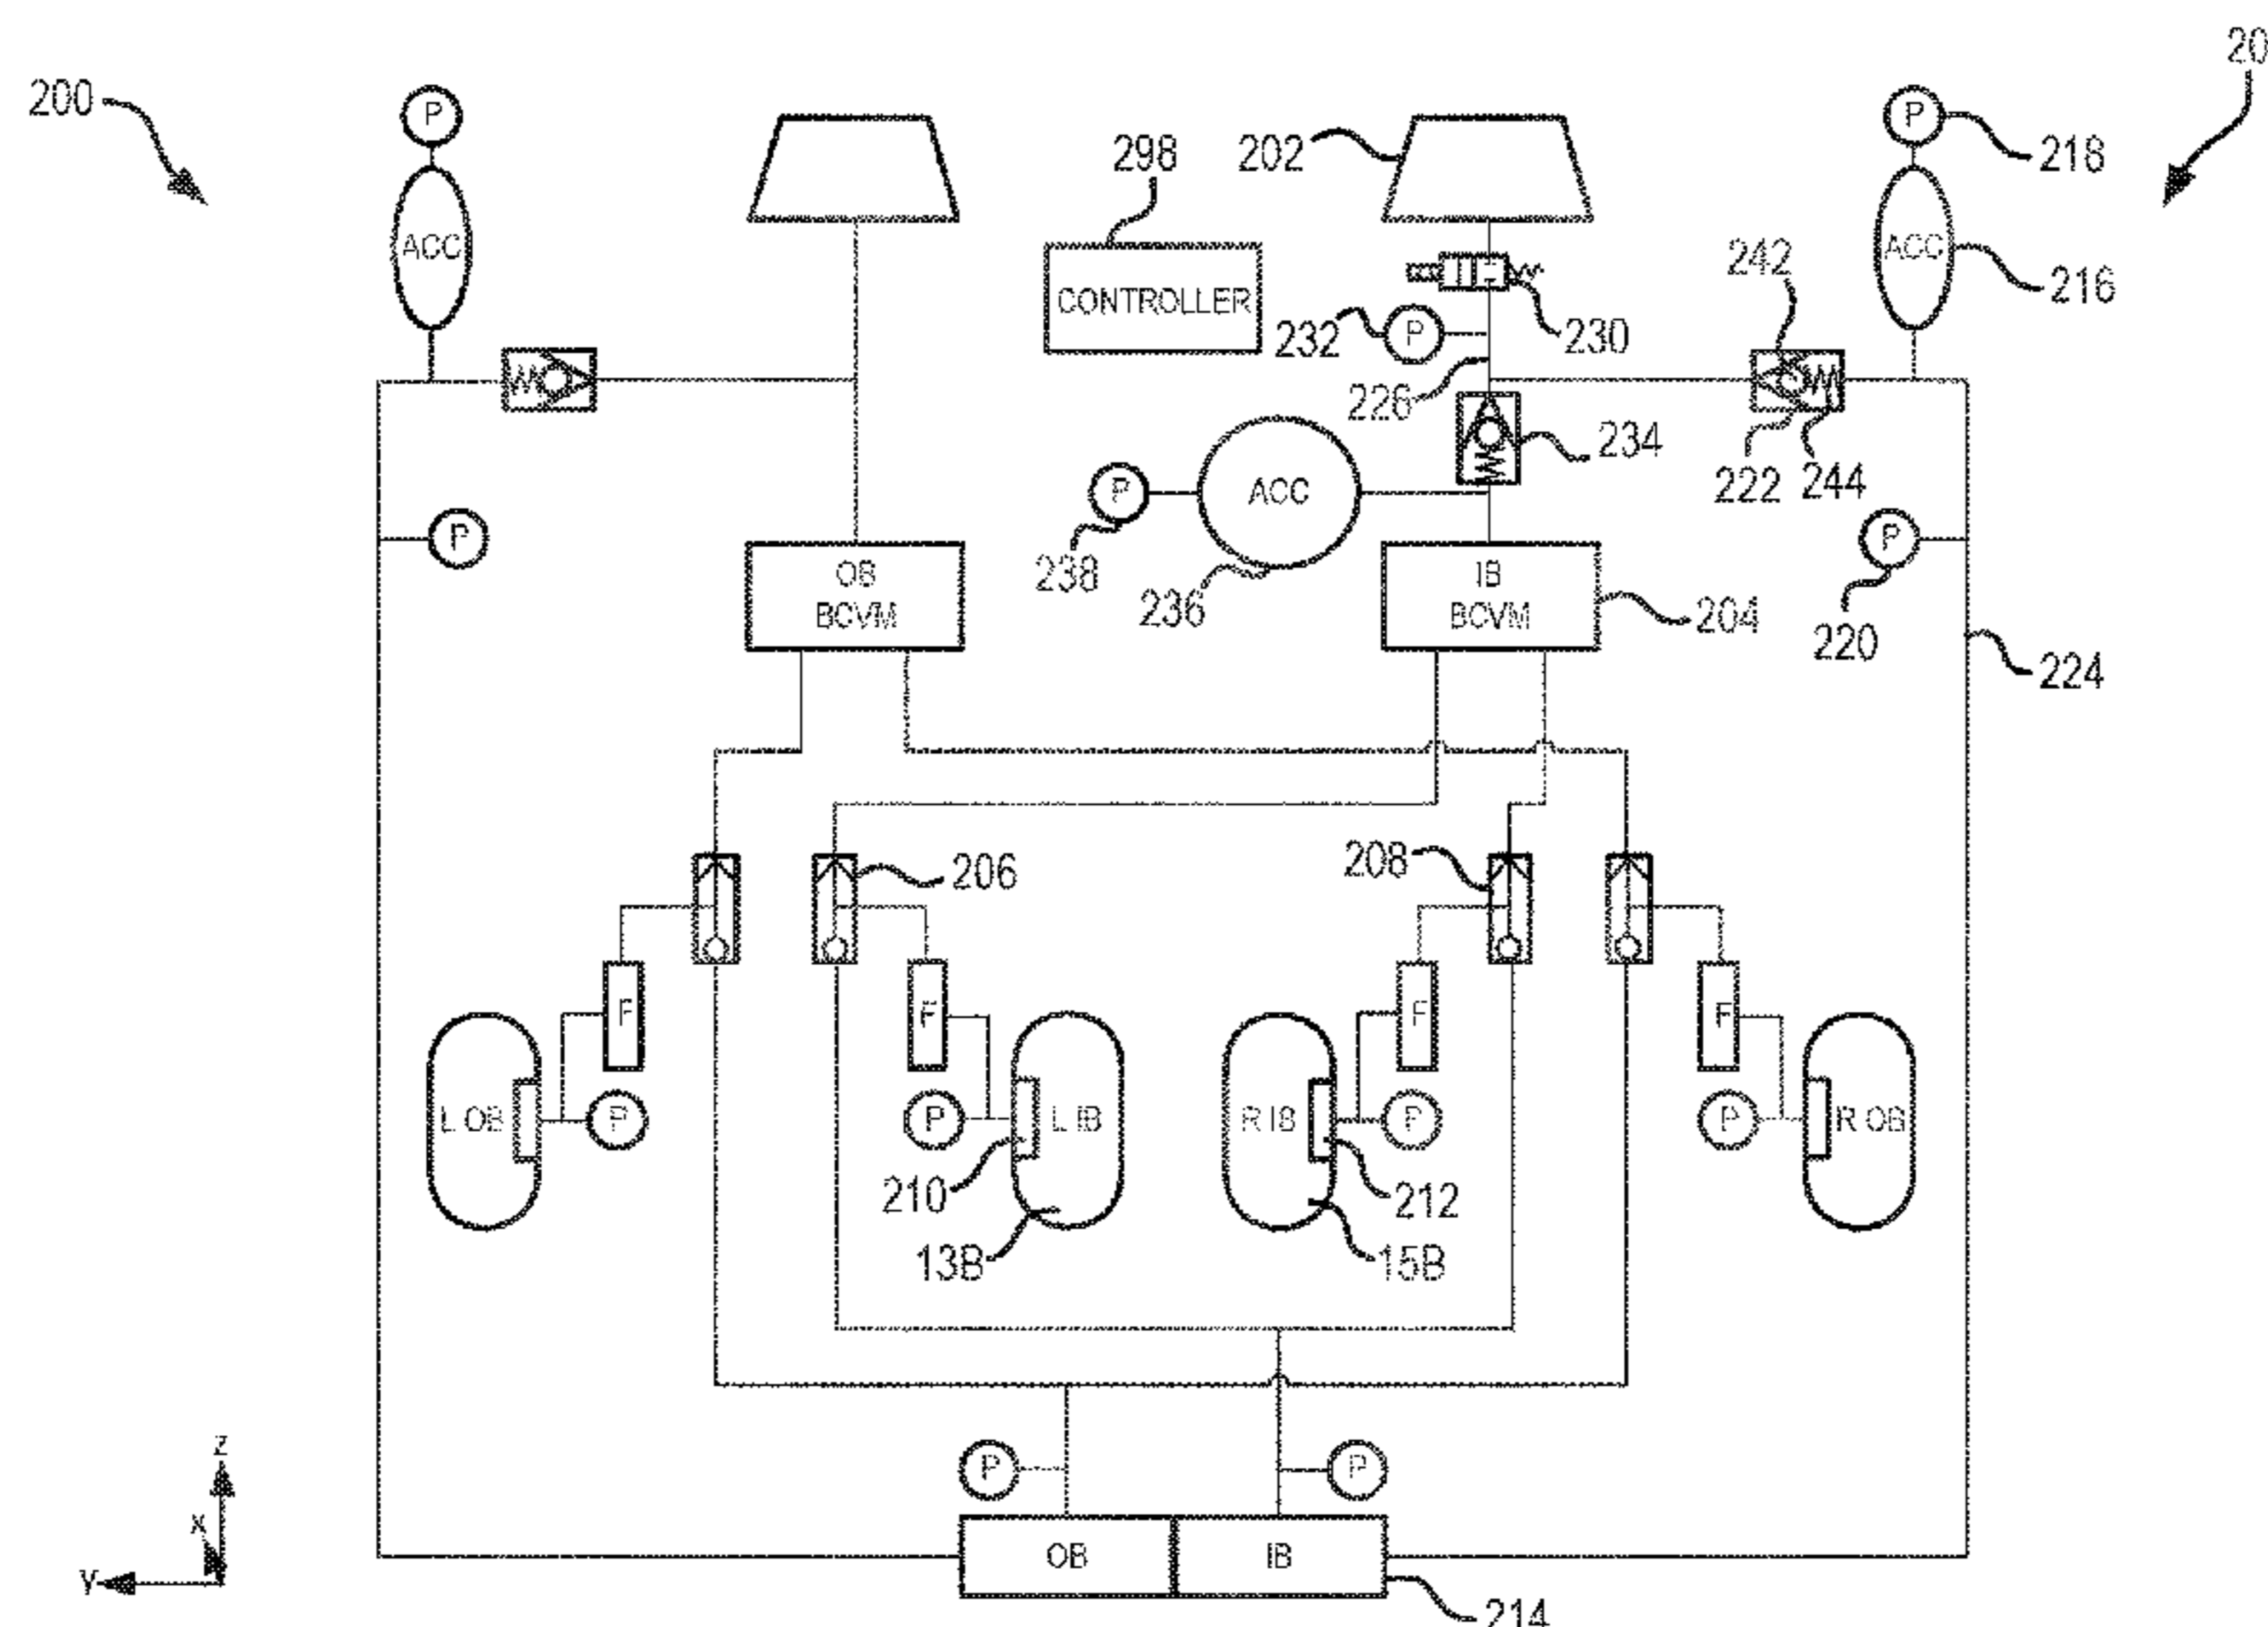 20
200
P
P
218
298
202
ACC
CONTROLLER
242
ACC
216
232
P
230
226
234
222
244
P
ACC
P
P
238
236
OB
BCVM
IB
BCVM
204
220
224
206
208
F
F
F
F
L OB
P
P
L IB
R IB
P
P
R OB
210
212
13B
15B
P
P
z
x
y
OB
IB
214